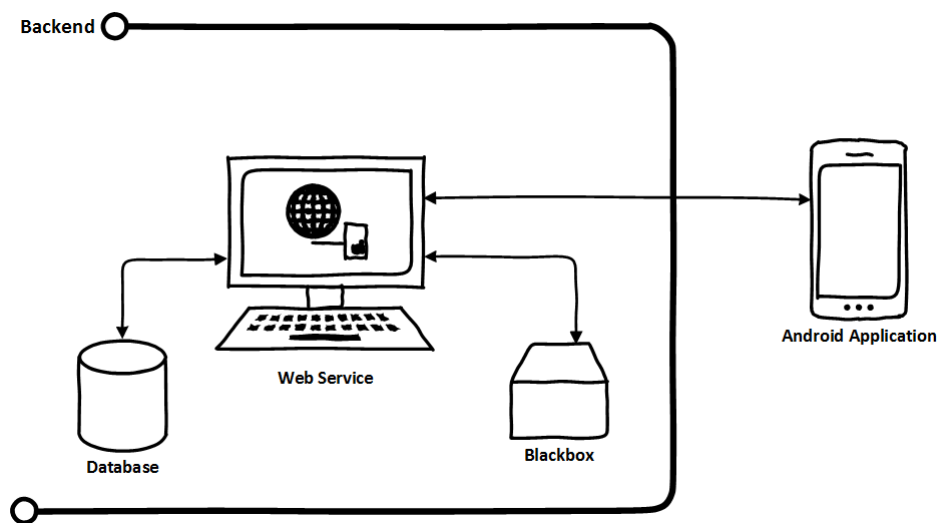 Backend
Android Application
Web Service
Blackbox
Database